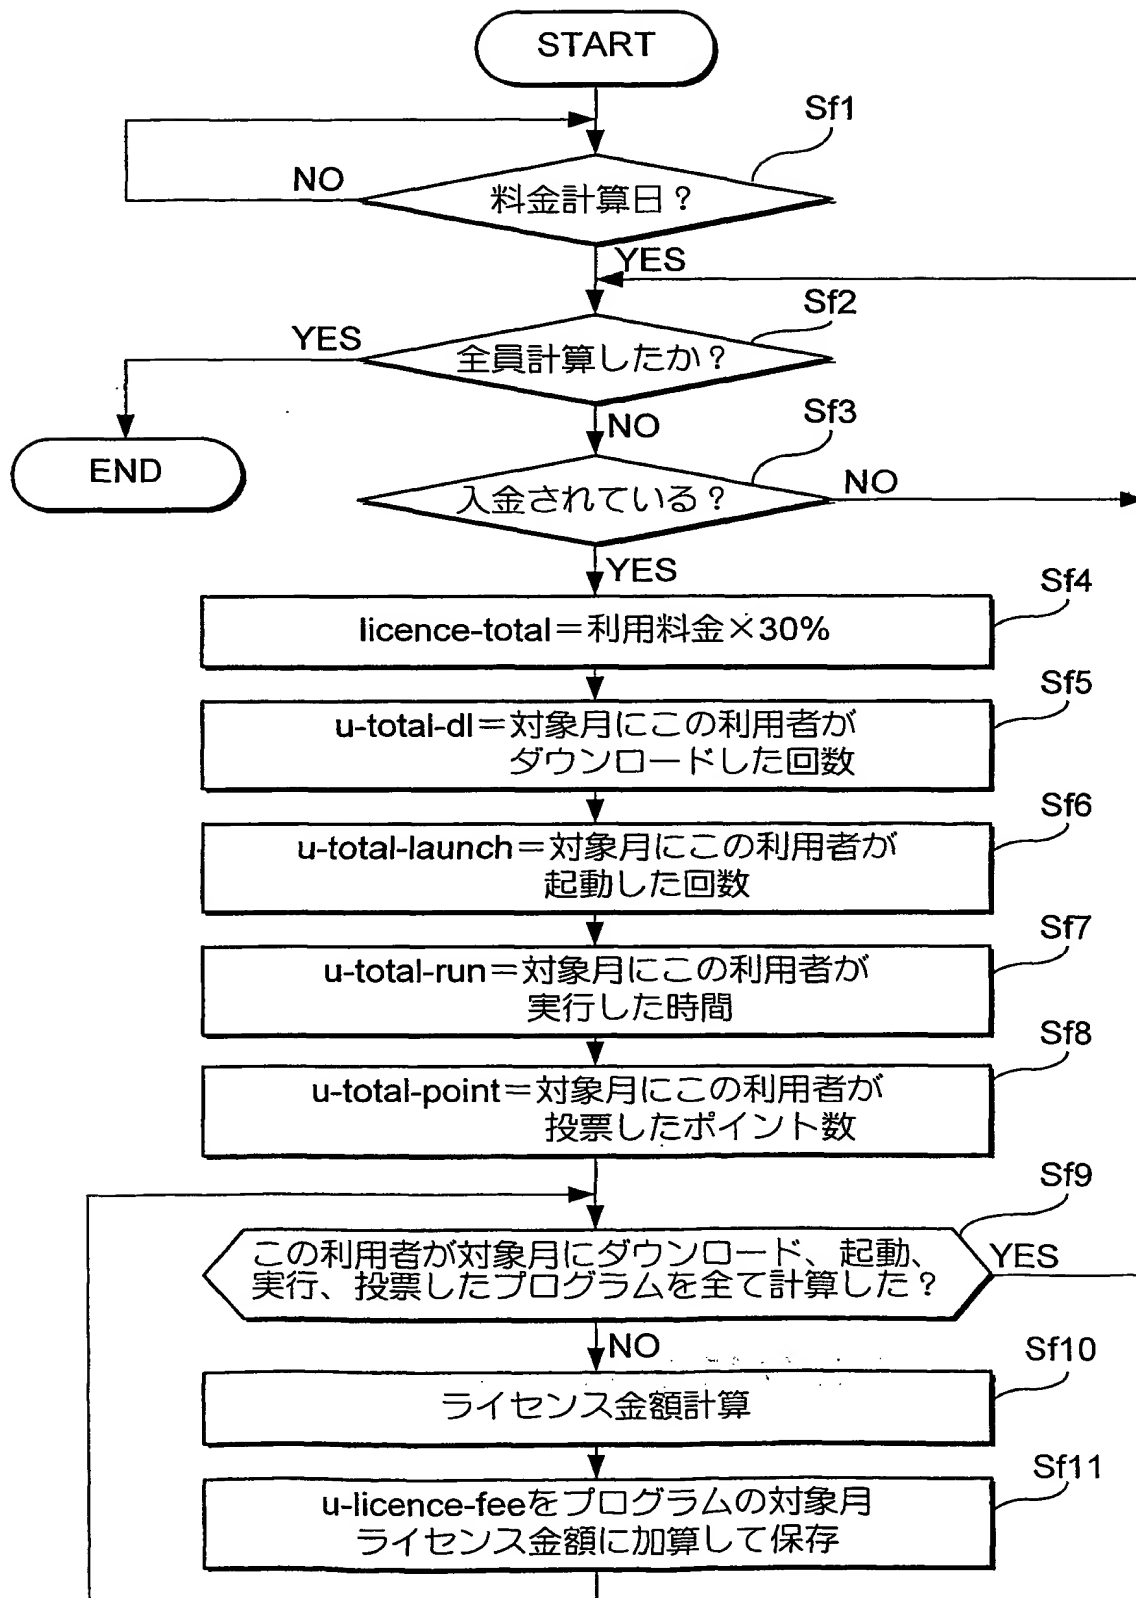 START
Sf1
NO
料金計算日？
YES
Sf2
YES
全員計算したか？
NO
Sf3
END
入金されている？
NO
YES
Sf4
licence-total＝利用料金×30%
Sf5
u-total-dl＝対象月にこの利用者が
ダウンロードした回数
Sf6
u-total-launch＝対象月にこの利用者が
起動した回数
Sf7
u-total-run＝対象月にこの利用者が
実行した時間
Sf8
u-total-point＝対象月にこの利用者が
投票したポイント数
Sf9
この利用者が対象月にダウンロード、起動、
実行、投票したプログラムを全て計算した？
YES
NO
Sf10
ライセンス金額計算
Sf11
u-licence-feeをプログラムの対象月
ライセンス金額に加算して保存